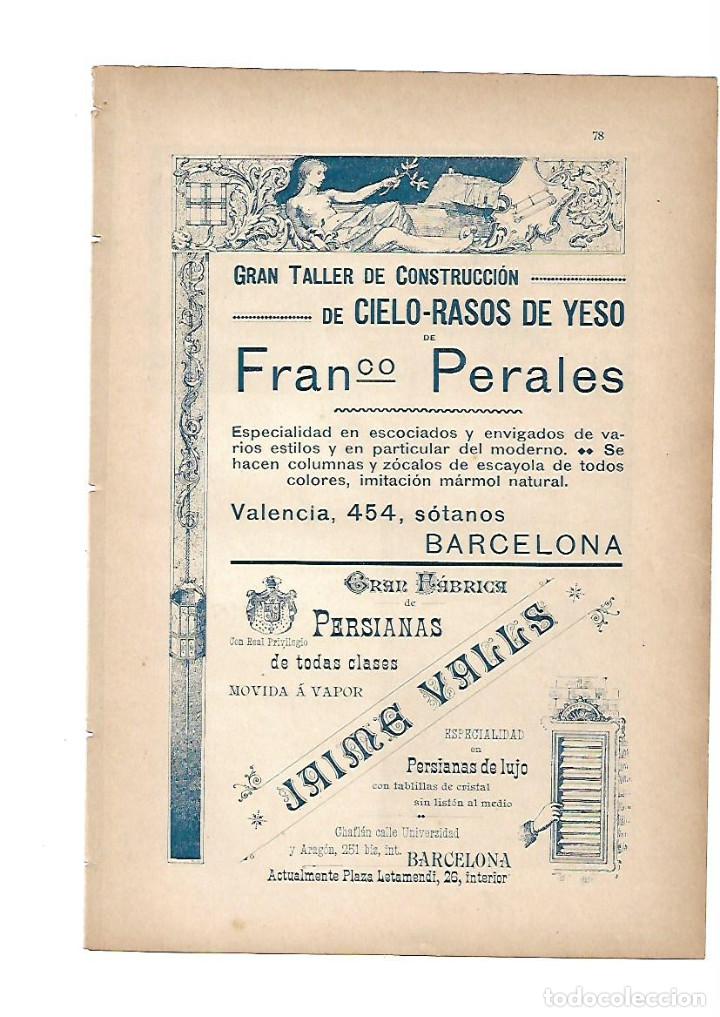 78
GRAN TALLER DE CONSTRUCCIÓN
DE CIELO-RASOS DE YESO
DE
Franco Perales
Especialidad en escociados y envigados de va-
rios estilos y en particular del moderno. Se
hacen columnas y zócalos de escayola de todos
colores, imitación mármol natural.
Valencia, 454, sótanos
BARCELONA
GRAN FÁBRICA
de
PERSIANAS
Con Real Privilegio
de todas clases
MOVIDA Á VAPOR
JAIME VALLS
ESPECIALIDAD
en
Persianas de lujo
con tablillas de cristal
sin listón al medio
Chaflán calle Universidad
y Aragón, 251 bis, int.
BARCELONA
Actualmente Plaza Letamendi, 26, interior
todocoleccion